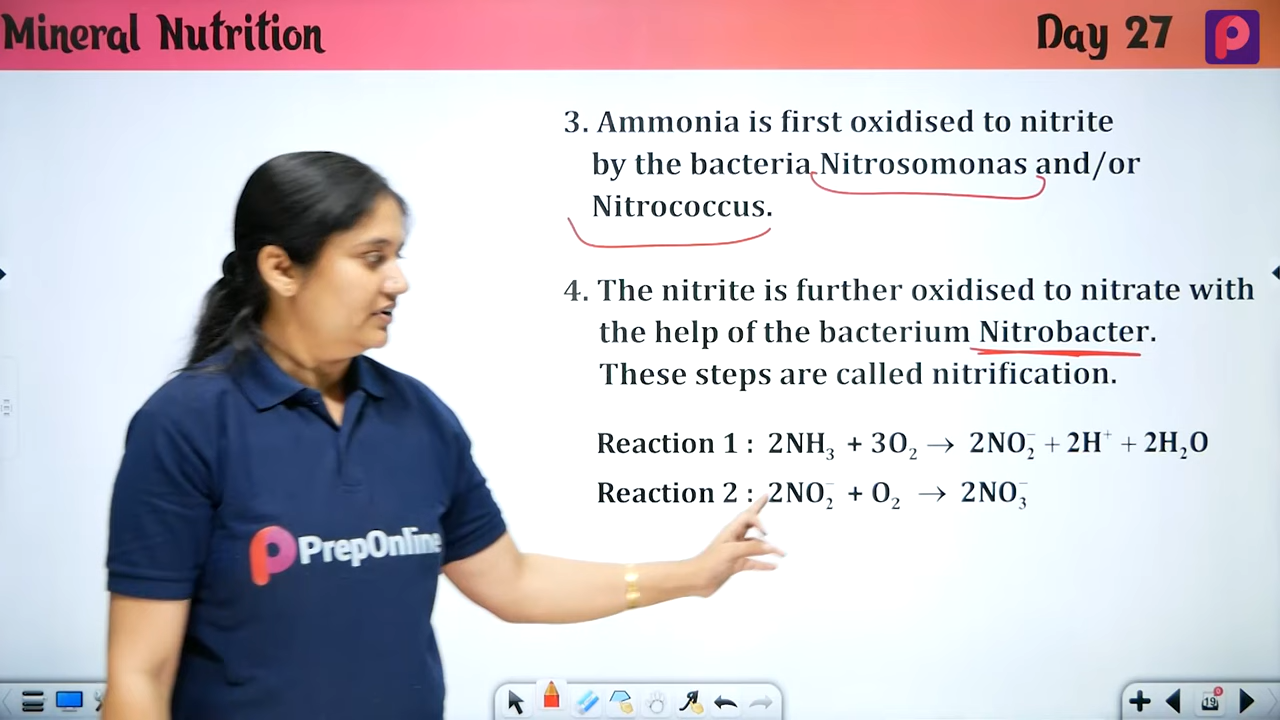 Mineral Nutrition
Day 27
3. Ammonia is first oxidised to nitrite
by the bacteria Nitrosomonas and/or
Nitrococcus.
4. The nitrite is further oxidised to nitrate with
the help of the bacterium Nitrobacter.
These steps are called nitrification.
Reaction 1 : 2NH₃ + 3O₂ → 2NO₂⁻ + 2H⁺ + 2H₂O
Reaction 2 : 2NO₂⁻ + O₂ → 2NO₃⁻
PrepOnline
19